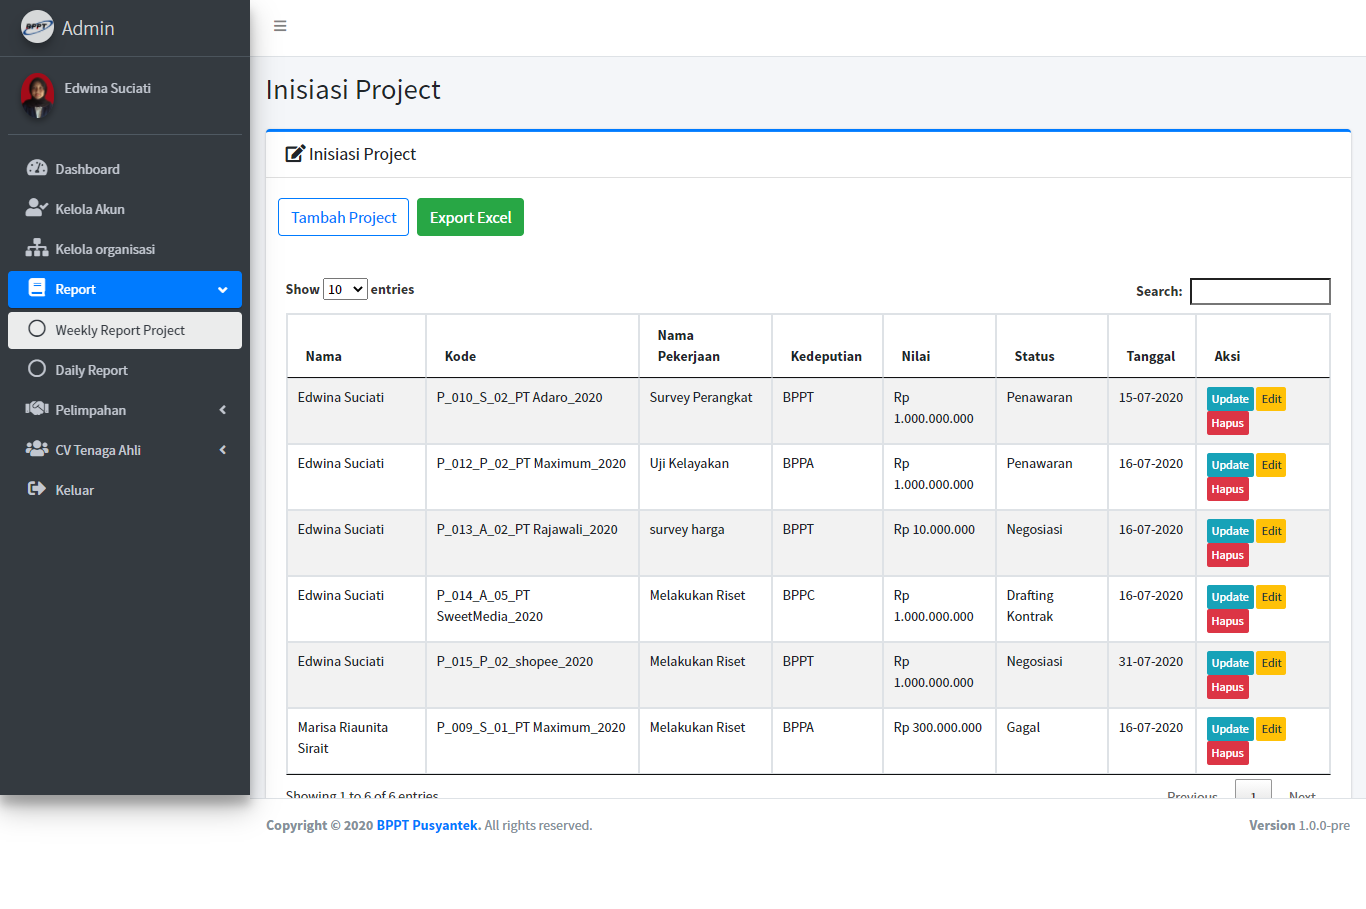 BPPT Admin
Edwina Suciati
Dashboard
Kelola Akun
Kelola organisasi
Report
Weekly Report Project
Daily Report
Pelimpahan
CV Tenaga Ahli
Keluar
Inisiasi Project
Inisiasi Project
Tambah Project Export Excel
Show 10 entries Search:
Nama Kode Nama Pekerjaan Kedeputian Nilai Status Tanggal Aksi
Edwina Suciati P_010_S_02_PT Adaro_2020 Survey Perangkat BPPT Rp 1.000.000.000 Penawaran 15-07-2020 Update Edit Hapus
Edwina Suciati P_012_P_02_PT Maximum_2020 Uji Kelayakan BPPA Rp 1.000.000.000 Penawaran 16-07-2020 Update Edit Hapus
Edwina Suciati P_013_A_02_PT Rajawali_2020 survey harga BPPT Rp 10.000.000 Negosiasi 16-07-2020 Update Edit Hapus
Edwina Suciati P_014_A_05_PT SweetMedia_2020 Melakukan Riset BPPC Rp 1.000.000.000 Drafting Kontrak 16-07-2020 Update Edit Hapus
Edwina Suciati P_015_P_02_shopee_2020 Melakukan Riset BPPT Rp 1.000.000.000 Negosiasi 31-07-2020 Update Edit Hapus
Marisa Riaunita Sirait P_009_S_01_PT Maximum_2020 Melakukan Riset BPPA Rp 300.000.000 Gagal 16-07-2020 Update Edit Hapus
Showing 1 to 6 of 6 entries Previous 1 Next
Copyright © 2020 BPPT Pusyantek. All rights reserved. Version 1.0.0-pre